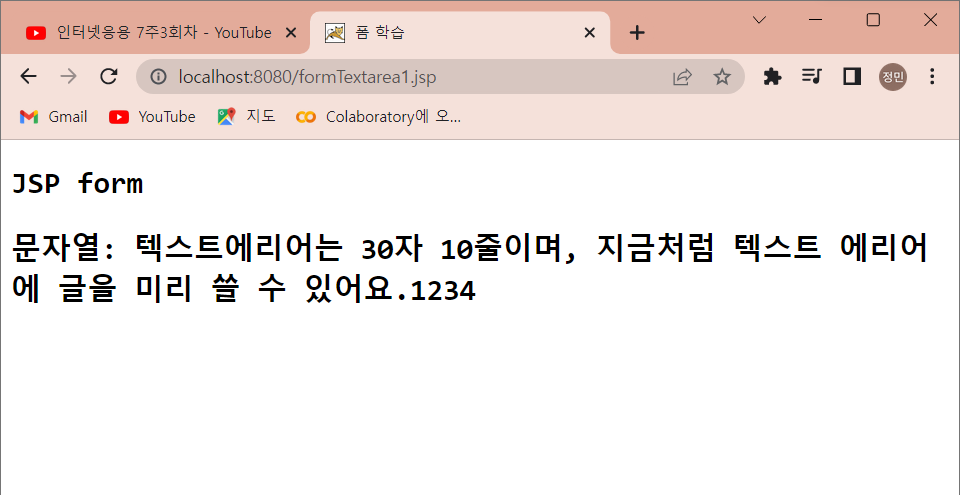 인터넷응용 7주3회차 - YouTube
폼 학습
localhost:8080/formTextarea1.jsp
정민
Gmail
YouTube
지도
Colaboratory에 오...
JSP form
문자열: 텍스트에리어는 30자 10줄이며, 지금처럼 텍스트 에리어
에 글을 미리 쓸 수 있어요.1234